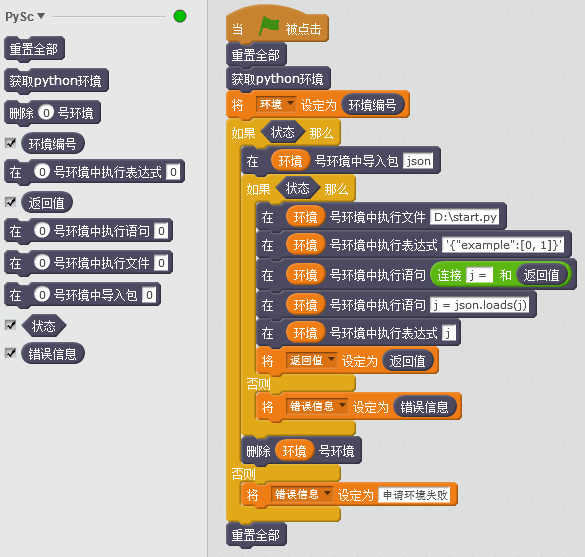 PySc
重置全部
获取python环境
删除 0 号环境
环境编号
在 0 号环境中执行表达式 0
返回值
在 0 号环境中执行语句 0
在 0 号环境中执行文件 0
在 0 号环境中导入包 0
状态
错误信息
当 被点击
重置全部
获取python环境
将 环境 设定为 环境编号
如果 状态 那么
在 环境 号环境中导入包 json
如果 状态 那么
在 环境 号环境中执行文件 D:\start.py
在 环境 号环境中执行表达式 '{"example":[0, 1]}'
在 环境 号环境中执行语句 连接 j = 和 返回值
在 环境 号环境中执行语句 j = json.loads(j)
在 环境 号环境中执行表达式 j
将 返回值 设定为 返回值
否则
将 错误信息 设定为 错误信息
删除 环境 号环境
否则
将 错误信息 设定为 申请环境失败
重置全部